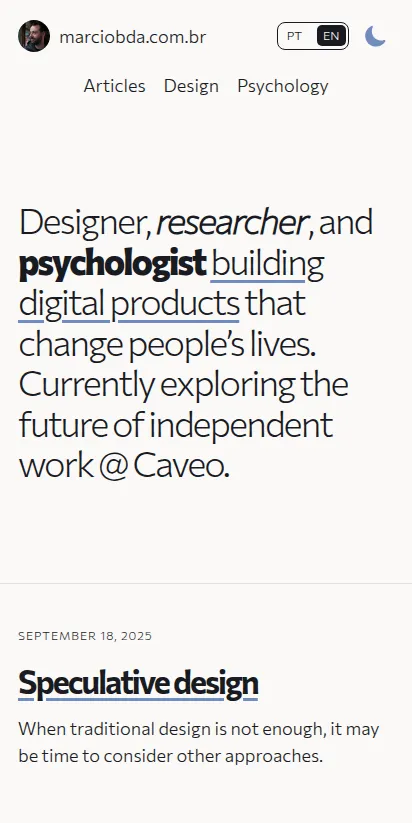 marciobda.com.br
PT EN
Articles Design Psychology
Designer, researcher, and
psychologist building
digital products that
change people’s lives.
Currently exploring the
future of independent
work @ Caveo.
SEPTEMBER 18, 2025
Speculative design
When traditional design is not enough, it may
be time to consider other approaches.